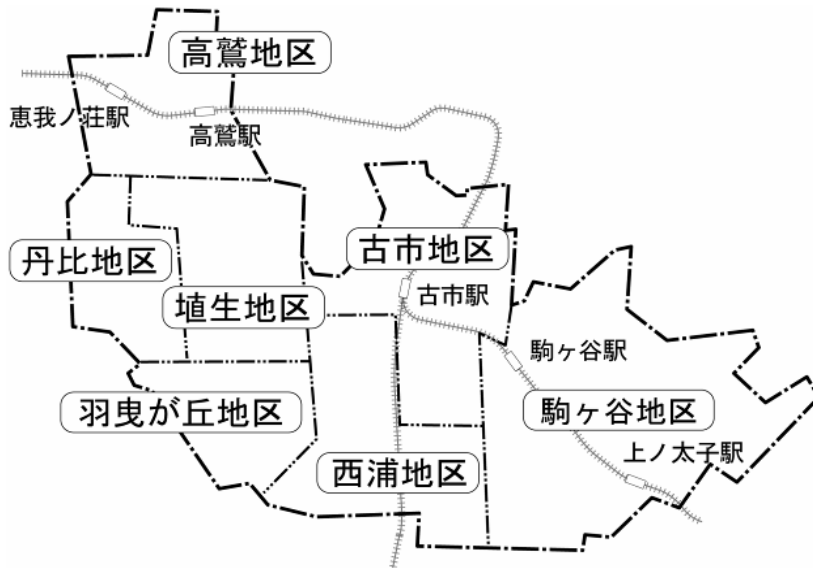 高鷲地区
恵我ノ荘駅
高鷲駅
古市地区
丹比地区
古市駅
埴生地区
駒ヶ谷駅
羽曳が丘地区
駒ヶ谷地区
上ノ太子駅
西浦地区